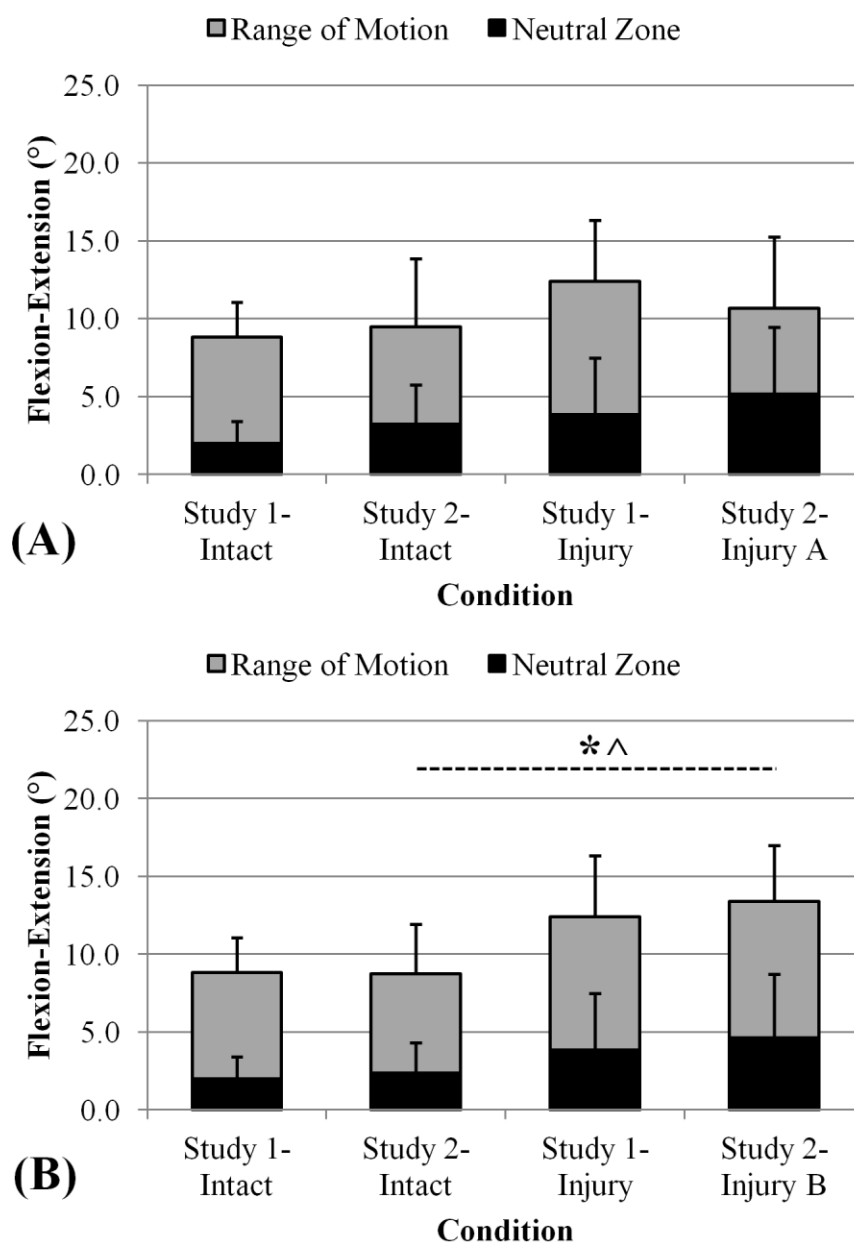 Range of Motion Neutral Zone
25.0
20.0
15.0
10.0
5.0
0.0
Flexion-Extension (°)
Study 1- Study 2- Study 1- Study 2-
Intact Intact Injury Injury A
(A)
Condition
Range of Motion Neutral Zone
25.0
*^
20.0
15.0
10.0
5.0
0.0
Flexion-Extension (°)
Study 1- Study 2- Study 1- Study 2-
Intact Intact Injury Injury B
(B)
Condition